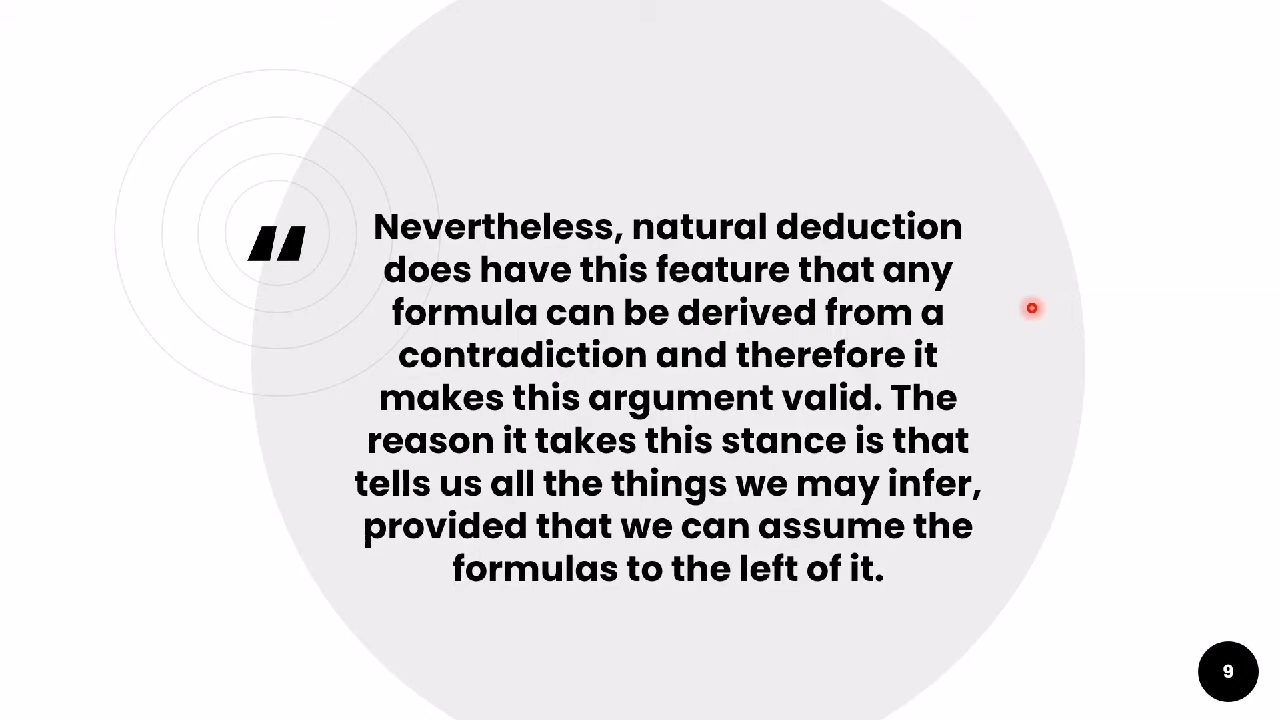 “
Nevertheless, natural deduction
does have this feature that any
formula can be derived from a
contradiction and therefore it
makes this argument valid. The
reason it takes this stance is that
tells us all the things we may infer,
provided that we can assume the
formulas to the left of it.
9